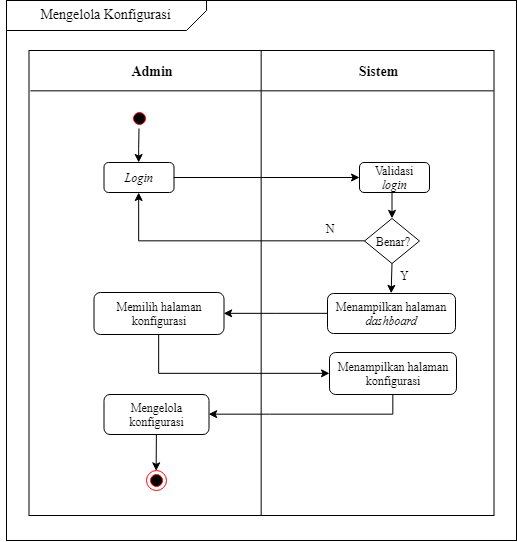 Mengelola Konfigurasi
Admin
Sistem
Login
Validasi
login
Benar?
N
Y
Menampilkan halaman
dashboard
Memilih halaman
konfigurasi
Menampilkan halaman
konfigurasi
Mengelola
konfigurasi